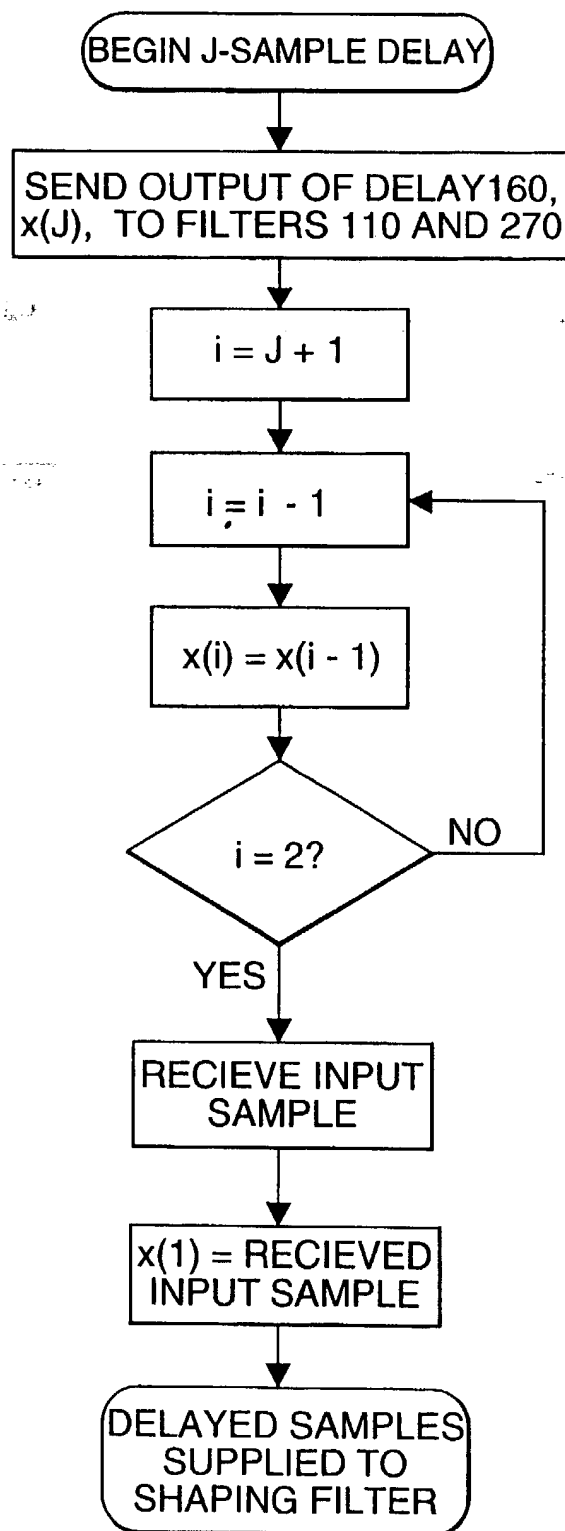 BEGIN J-SAMPLE DELAY
SEND OUTPUT OF DELAY160,
x(J), TO FILTERS 110 AND 270
i = J + 1
i = i - 1
x(i) = x(i - 1)
i = 2?
NO
YES
RECIEVE INPUT
SAMPLE
x(1) = RECIEVED
INPUT SAMPLE
DELAYED SAMPLES
SUPPLIED TO
SHAPING FILTER